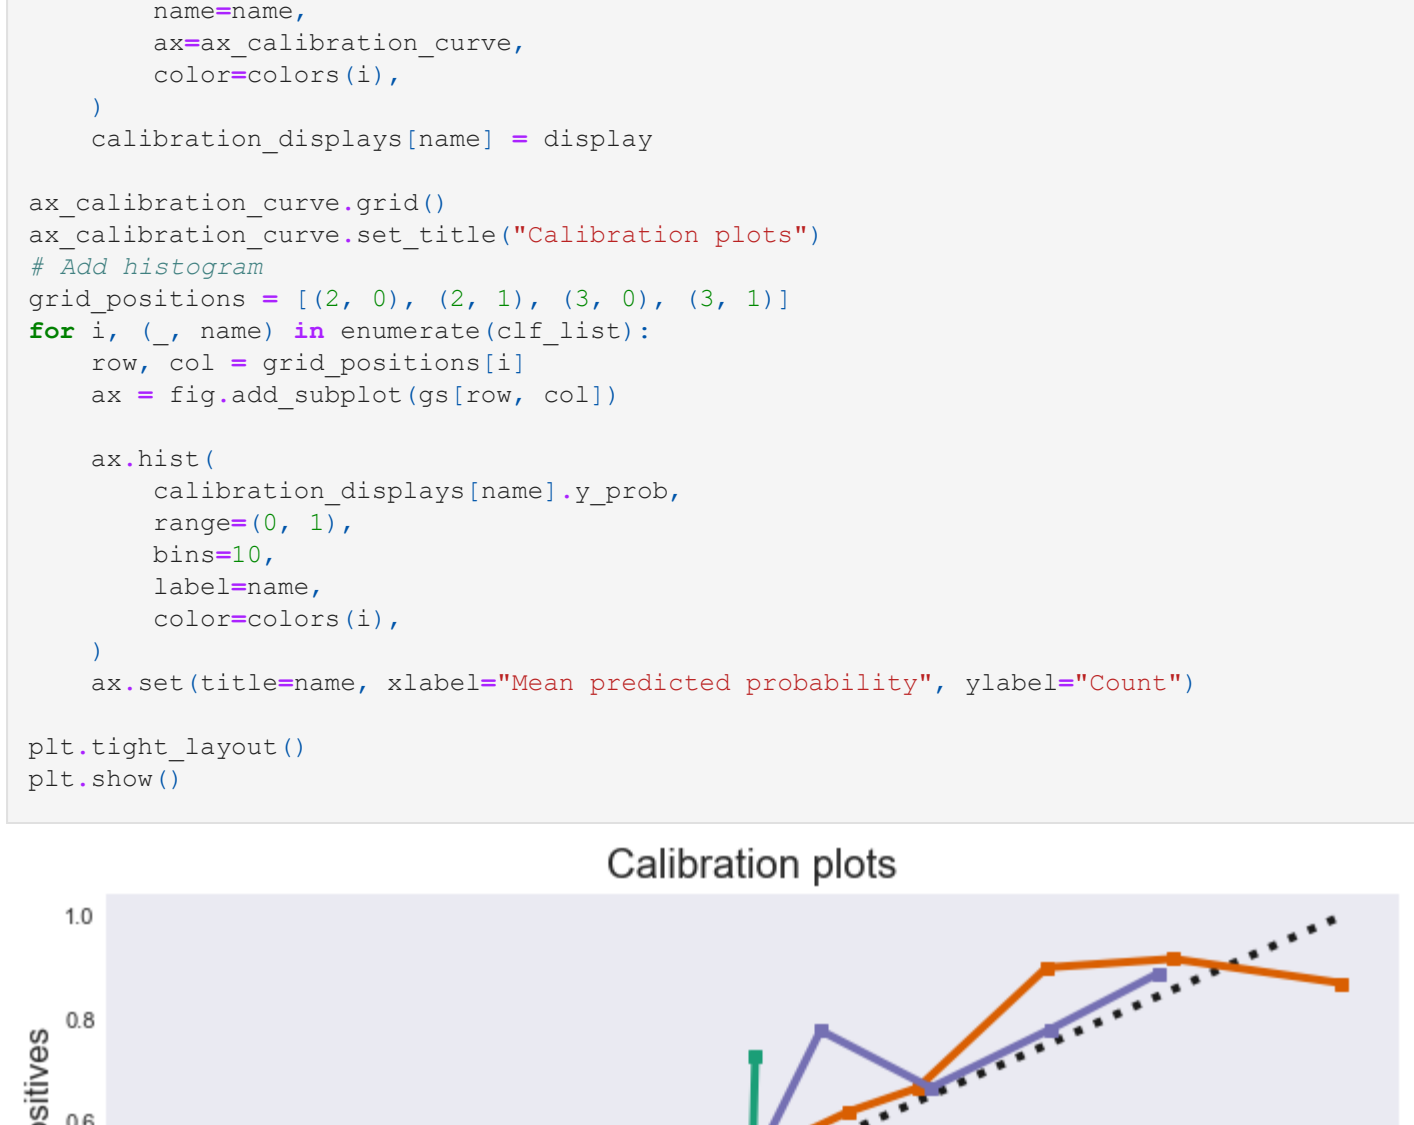 name=name,
ax=ax_calibration_curve,
color=colors(i),
)
calibration_displays[name] = display
ax_calibration_curve.grid()
ax_calibration_curve.set_title("Calibration plots")
# Add histogram
grid_positions = [(2, 0), (2, 1), (3, 0), (3, 1)]
for i, (_, name) in enumerate(clf_list):
row, col = grid_positions[i]
ax = fig.add_subplot(gs[row, col])
ax.hist(
calibration_displays[name].y_prob,
range=(0, 1),
bins=10,
label=name,
color=colors(i),
)
ax.set(title=name, xlabel="Mean predicted probability", ylabel="Count")
plt.tight_layout()
plt.show()
Calibration plots
1.0
0.8
0.6